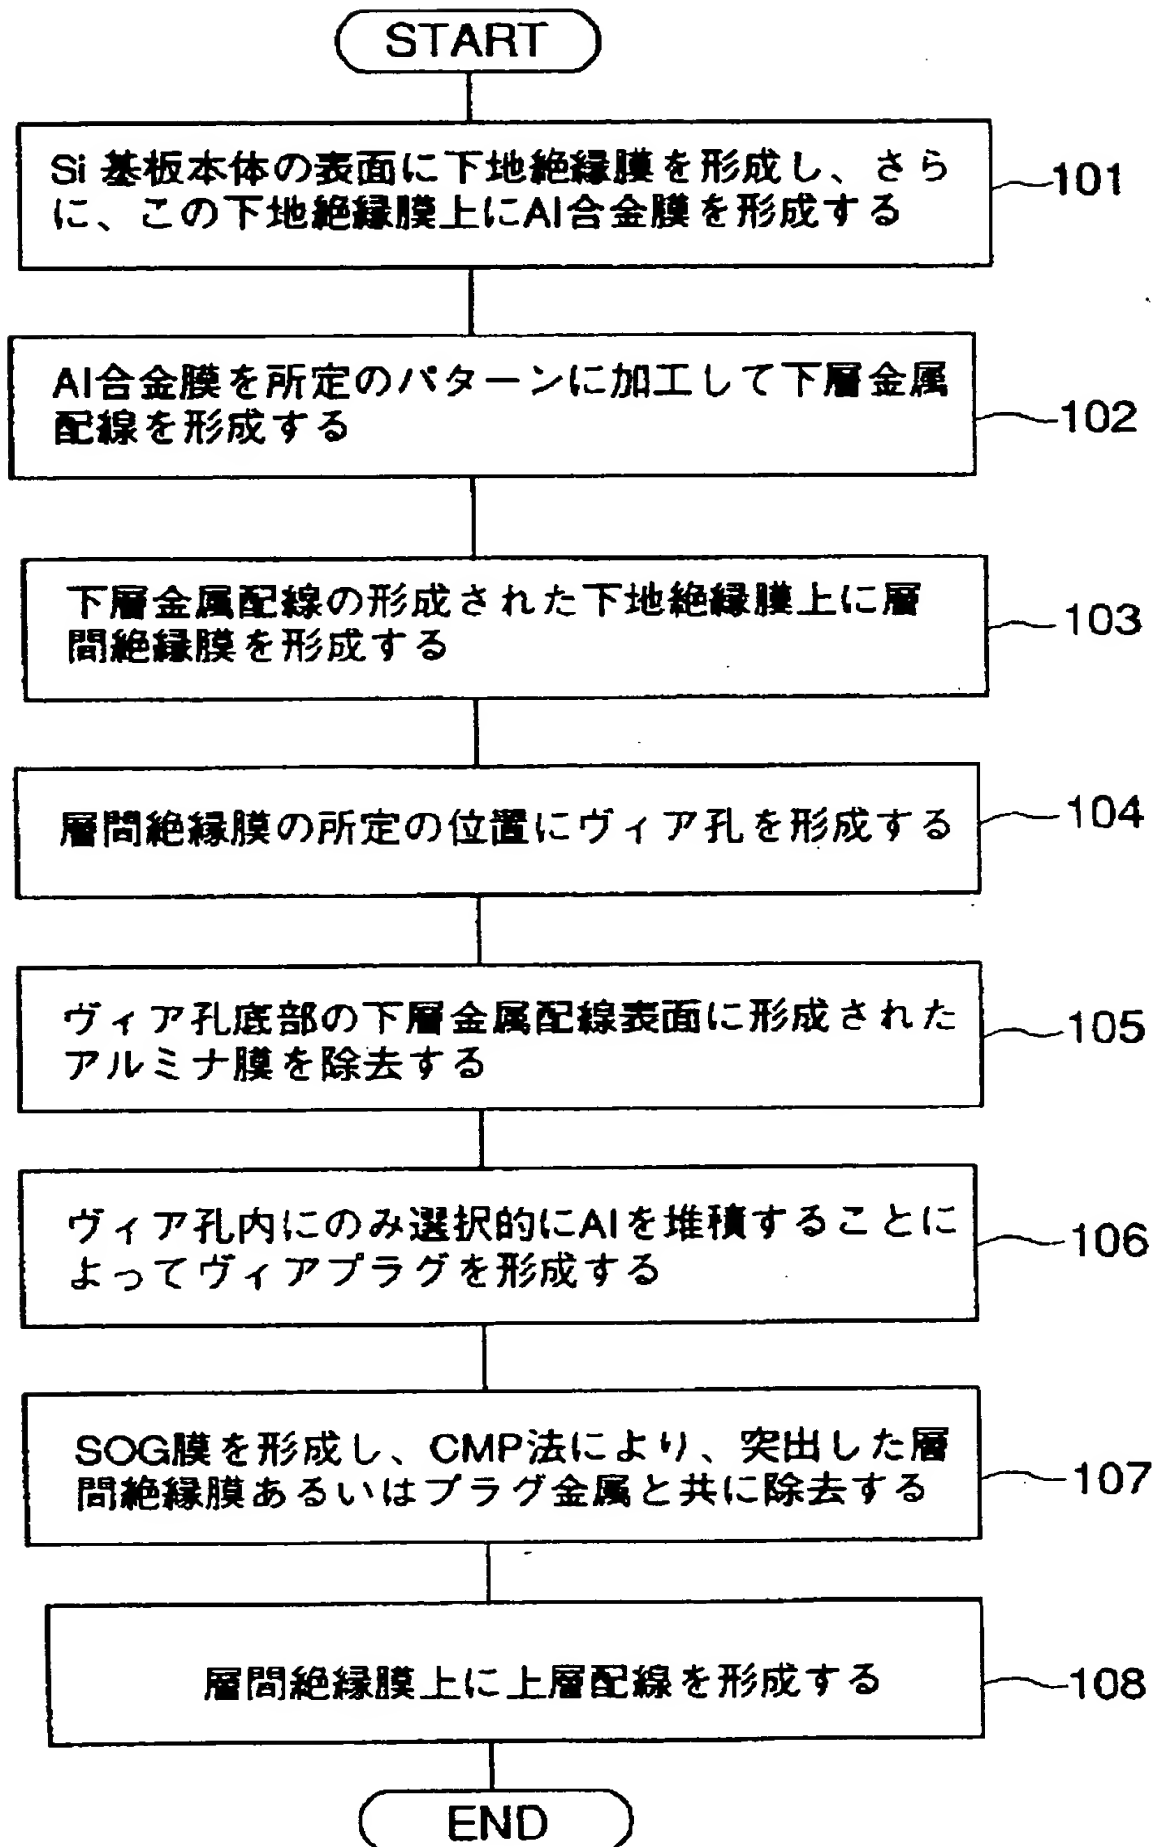 START
Si 基板本体の表面に下地絶縁膜を形成し、さら
に、この下地絶縁膜上にAl合金膜を形成する
101
Al合金膜を所定のパターンに加工して下層金属
配線を形成する
102
下層金属配線の形成された下地絶縁膜上に層
間絶縁膜を形成する
103
層間絶縁膜の所定の位置にヴィア孔を形成する
104
ヴィア孔底部の下層金属配線表面に形成された
アルミナ膜を除去する
105
ヴィア孔内にのみ選択的にAlを堆積することに
よってヴィアプラグを形成する
106
SOG膜を形成し、CMP法により、突出した層
間絶縁膜あるいはプラグ金属と共に除去する
107
層間絶縁膜上に上層配線を形成する
108
END